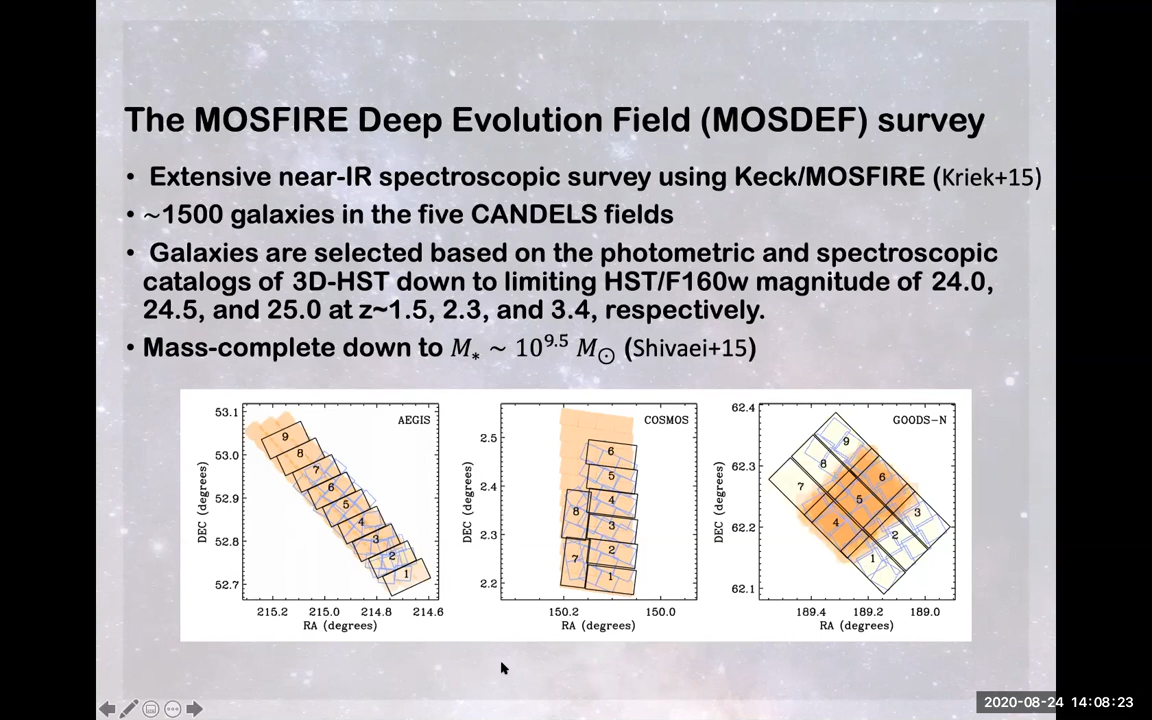 The MOSFIRE Deep Evolution Field (MOSDEF) survey
• Extensive near-IR spectroscopic survey using Keck/MOSFIRE (Kriek+15)
• ~1500 galaxies in the five CANDELS fields
• Galaxies are selected based on the photometric and spectroscopic
catalogs of 3D-HST down to limiting HST/F160w magnitude of 24.0,
24.5, and 25.0 at z~1.5, 2.3, and 3.4, respectively.
• Mass-complete down to M* ~ 10^9.5 M⊙ (Shivaei+15)
AEGIS
53.1
53.0
52.9
52.8
52.7
DEC (degrees)
9
8
7
6
5
4
3
2
1
215.2 215.0 214.8 214.6
RA (degrees)
COSMOS
2.5
2.4
2.3
2.2
DEC (degrees)
6
5
4
8
3
2
7
1
150.2 150.0
RA (degrees)
GOODS-N
62.4
62.3
62.2
62.1
DEC (degrees)
9
8
6
7
5
3
4
2
1
189.4 189.2 189.0
RA (degrees)
2020-08-24 14:08:23